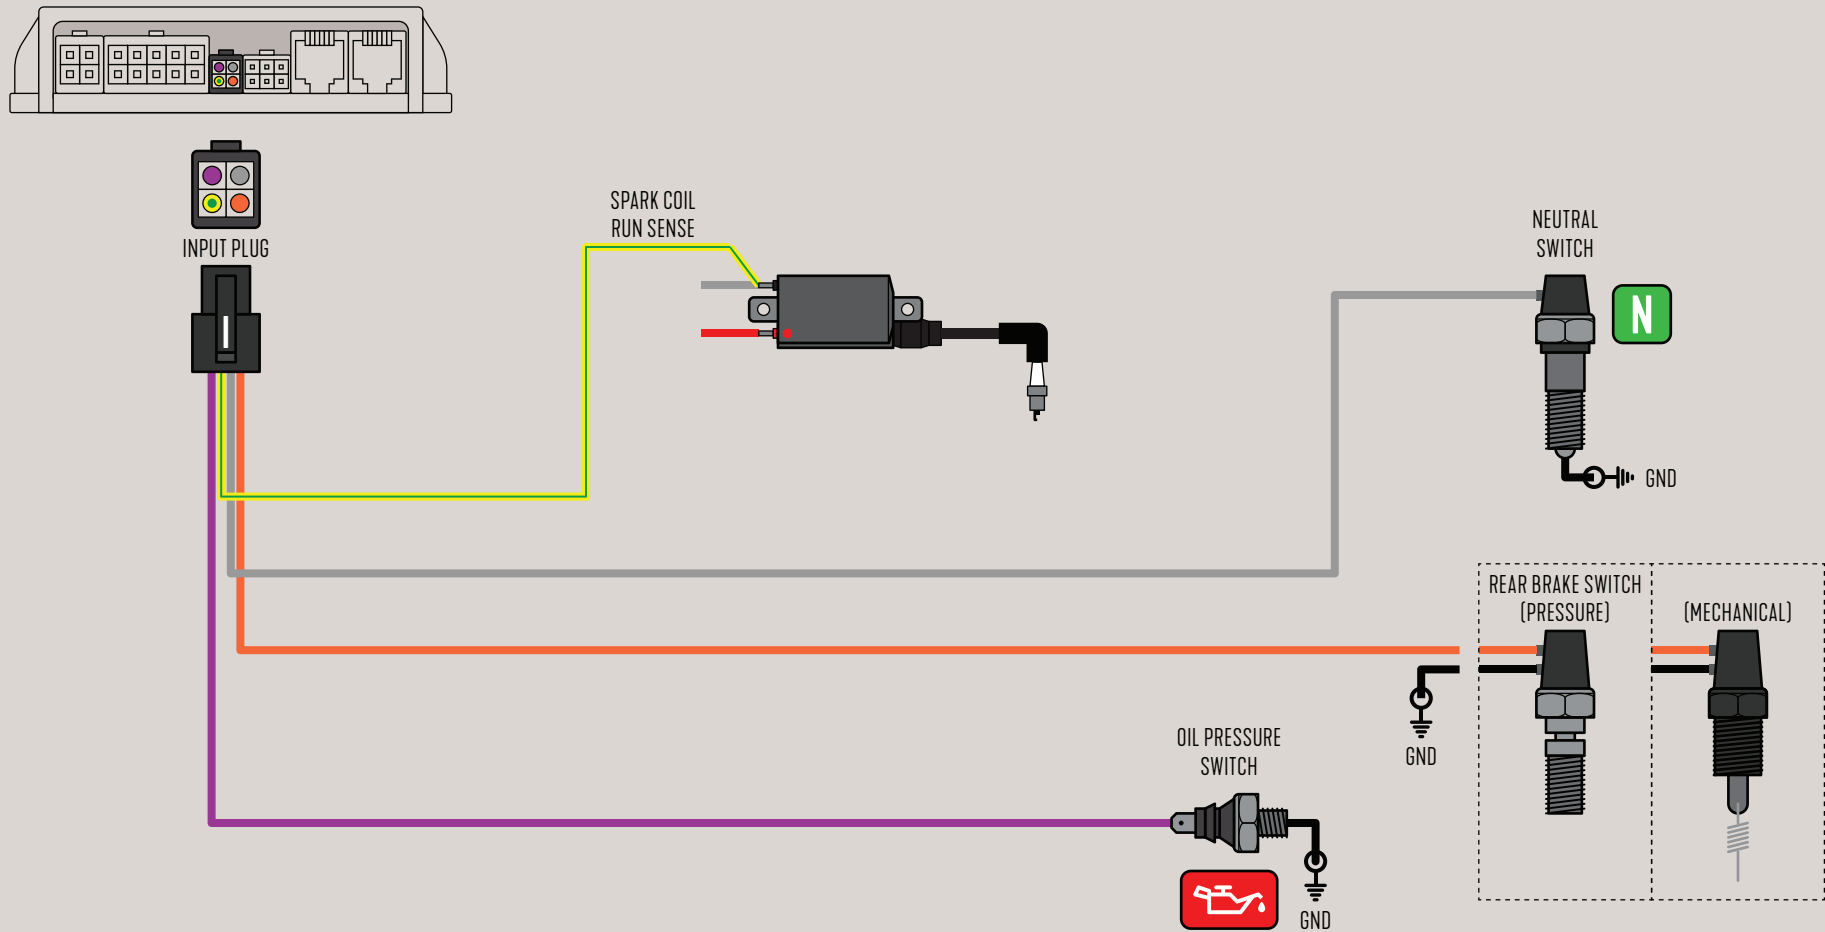 INPUT PLUG
SPARK COIL
RUN SENSE
NEUTRAL
SWITCH
N
GND
REAR BRAKE SWITCH
(PRESSURE)
(MECHANICAL)
GND
OIL PRESSURE
SWITCH
GND